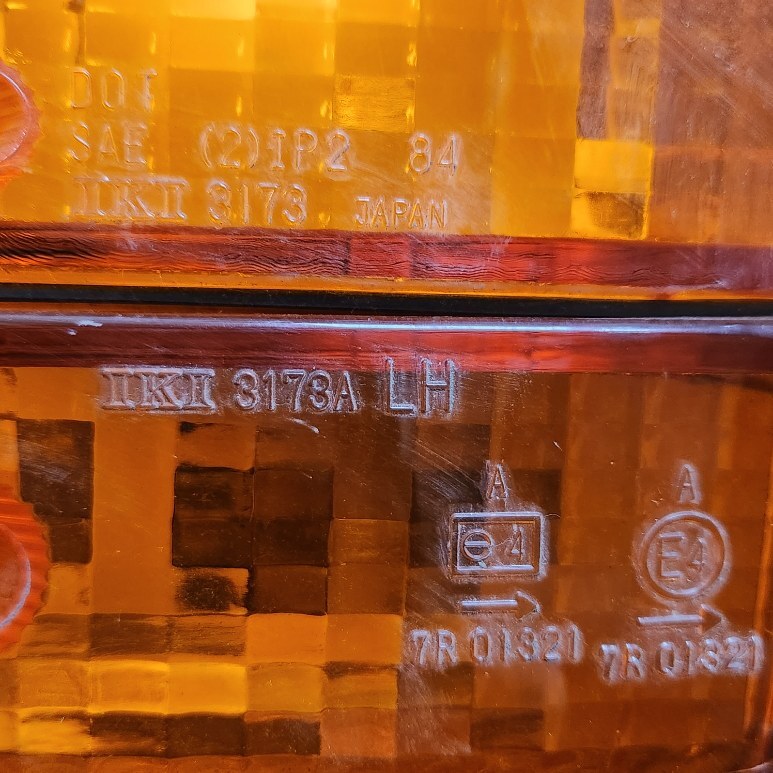 DOT
SAE (2)IP2 84
IKI 3173 JAPAN
IKI 3173A LH
A A
e4 E4
→ →
7R 01321 7R 01321